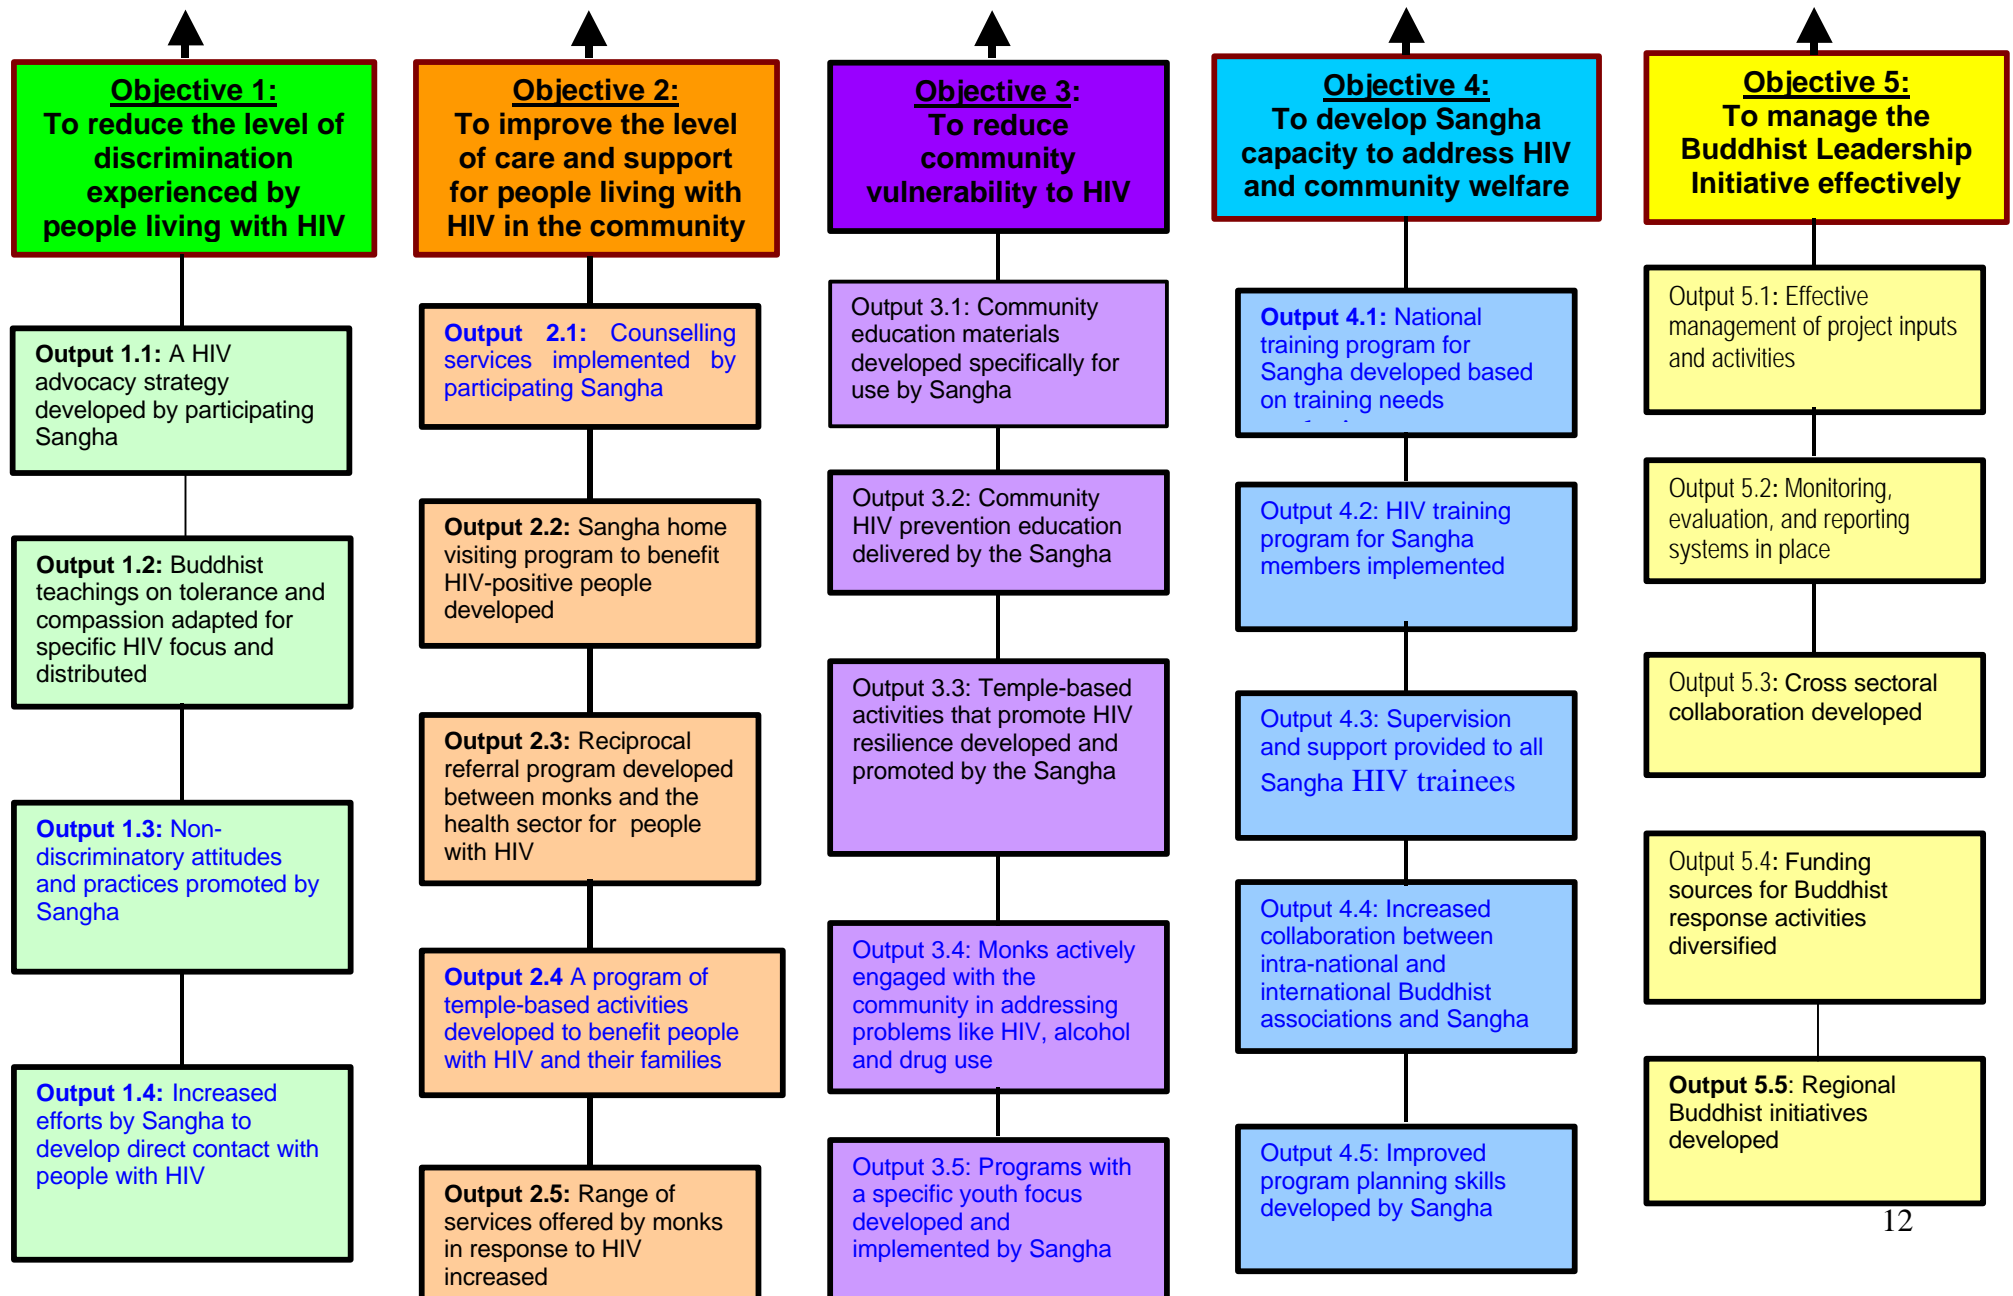 Objective 1:
To reduce the level of
discrimination
experienced by
people living with HIV
Output 1.1: A HIV
advocacy strategy
developed by participating
Sangha
Output 1.2: Buddhist
teachings on tolerance and
compassion adapted for
specific HIV focus and
distributed
Output 1.3: Non-
discriminatory attitudes
and practices promoted by
Sangha
Output 1.4: Increased
efforts by Sangha to
develop direct contact with
people with HIV
Objective 2:
To improve the level
of care and support
for people living with
HIV in the community
Output 2.1: Counselling
services implemented by
participating Sangha
Output 2.2: Sangha home
visiting program to benefit
HIV-positive people
developed
Output 2.3: Reciprocal
referral program developed
between monks and the
health sector for people
with HIV
Output 2.4 A program of
temple-based activities
developed to benefit people
with HIV and their families
Output 2.5: Range of
services offered by monks
in response to HIV
increased
Objective 3:
To reduce
community
vulnerability to HIV
Output 3.1: Community
education materials
developed specifically for
use by Sangha
Output 3.2: Community
HIV prevention education
delivered by the Sangha
Output 3.3: Temple-based
activities that promote HIV
resilience developed and
promoted by the Sangha
Output 3.4: Monks actively
engaged with the
community in addressing
problems like HIV, alcohol
and drug use
Output 3.5: Programs with
a specific youth focus
developed and
implemented by Sangha
Objective 4:
To develop Sangha
capacity to address HIV
and community welfare
Output 4.1: National
training program for
Sangha developed based
on training needs
Output 4.2: HIV training
program for Sangha
members implemented
Output 4.3: Supervision
and support provided to all
Sangha HIV trainees
Output 4.4: Increased
collaboration between
intra-national and
international Buddhist
associations and Sangha
Output 4.5: Improved
program planning skills
developed by Sangha
Objective 5:
To manage the
Buddhist Leadership
Initiative effectively
Output 5.1: Effective
management of project inputs
and activities
Output 5.2: Monitoring,
evaluation, and reporting
systems in place
Output 5.3: Cross sectoral
collaboration developed
Output 5.4: Funding
sources for Buddhist
response activities
diversified
Output 5.5: Regional
Buddhist initiatives
developed
12